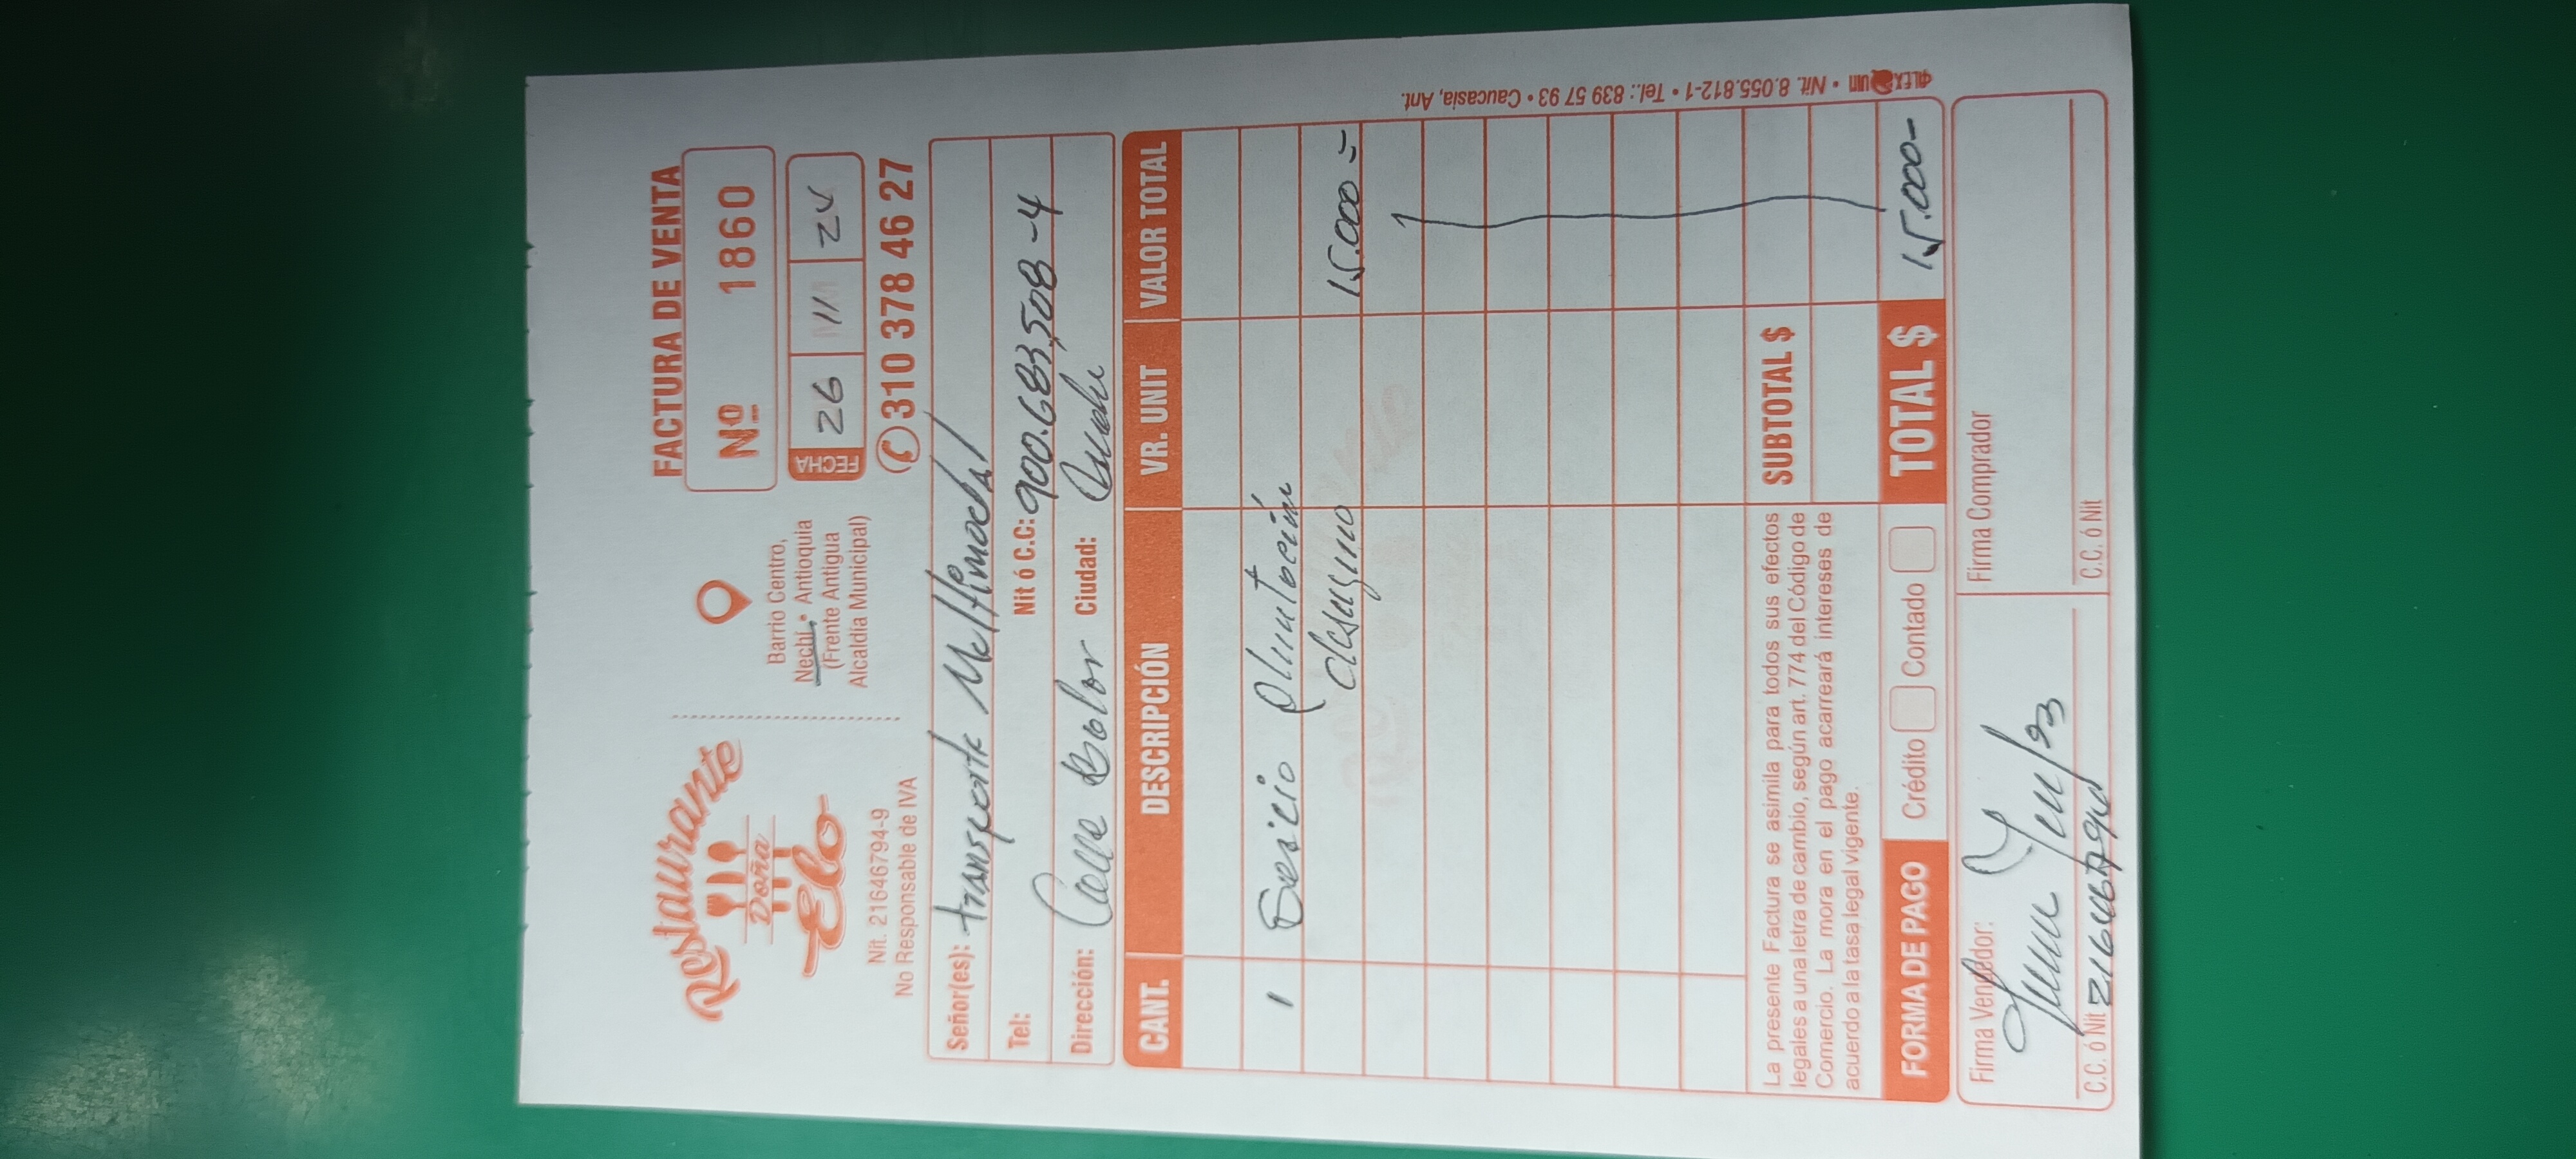 Restaurante
Doña
Elo
Nit. 21646794-9
No Responsable de IVA
Barrio Centro,
Nechí • Antioquia
(Frente Antigua
Alcaldía Municipal)
FACTURA DE VENTA
Nº 1860
FECHA 26 11 24
310 378 46 27
Señor(es): transporte Multimodal
Tel: Nit ó C.C: 900.683.508-4
Dirección: Calle Bolor Ciudad:
CANT. DESCRIPCIÓN VR. UNIT VALOR TOTAL
1 Sesicio alimentación
desayuno 15.000=
La presente Factura se asimila para todos sus efectos
legales a una letra de cambio, según art. 774 del Código de
Comercio. La mora en el pago acarreará intereses de
acuerdo a la tasa legal vigente.
SUBTOTAL $
FORMA DE PAGO Crédito Contado TOTAL $ 15.000-
Firma Vendedor:
C.C. ó Nit
Firma Comprador
C.C. ó Nit
ALEX QUIN • Nit. 8.055.812-1 • Tel.: 839 57 93 • Caucasia, Ant.